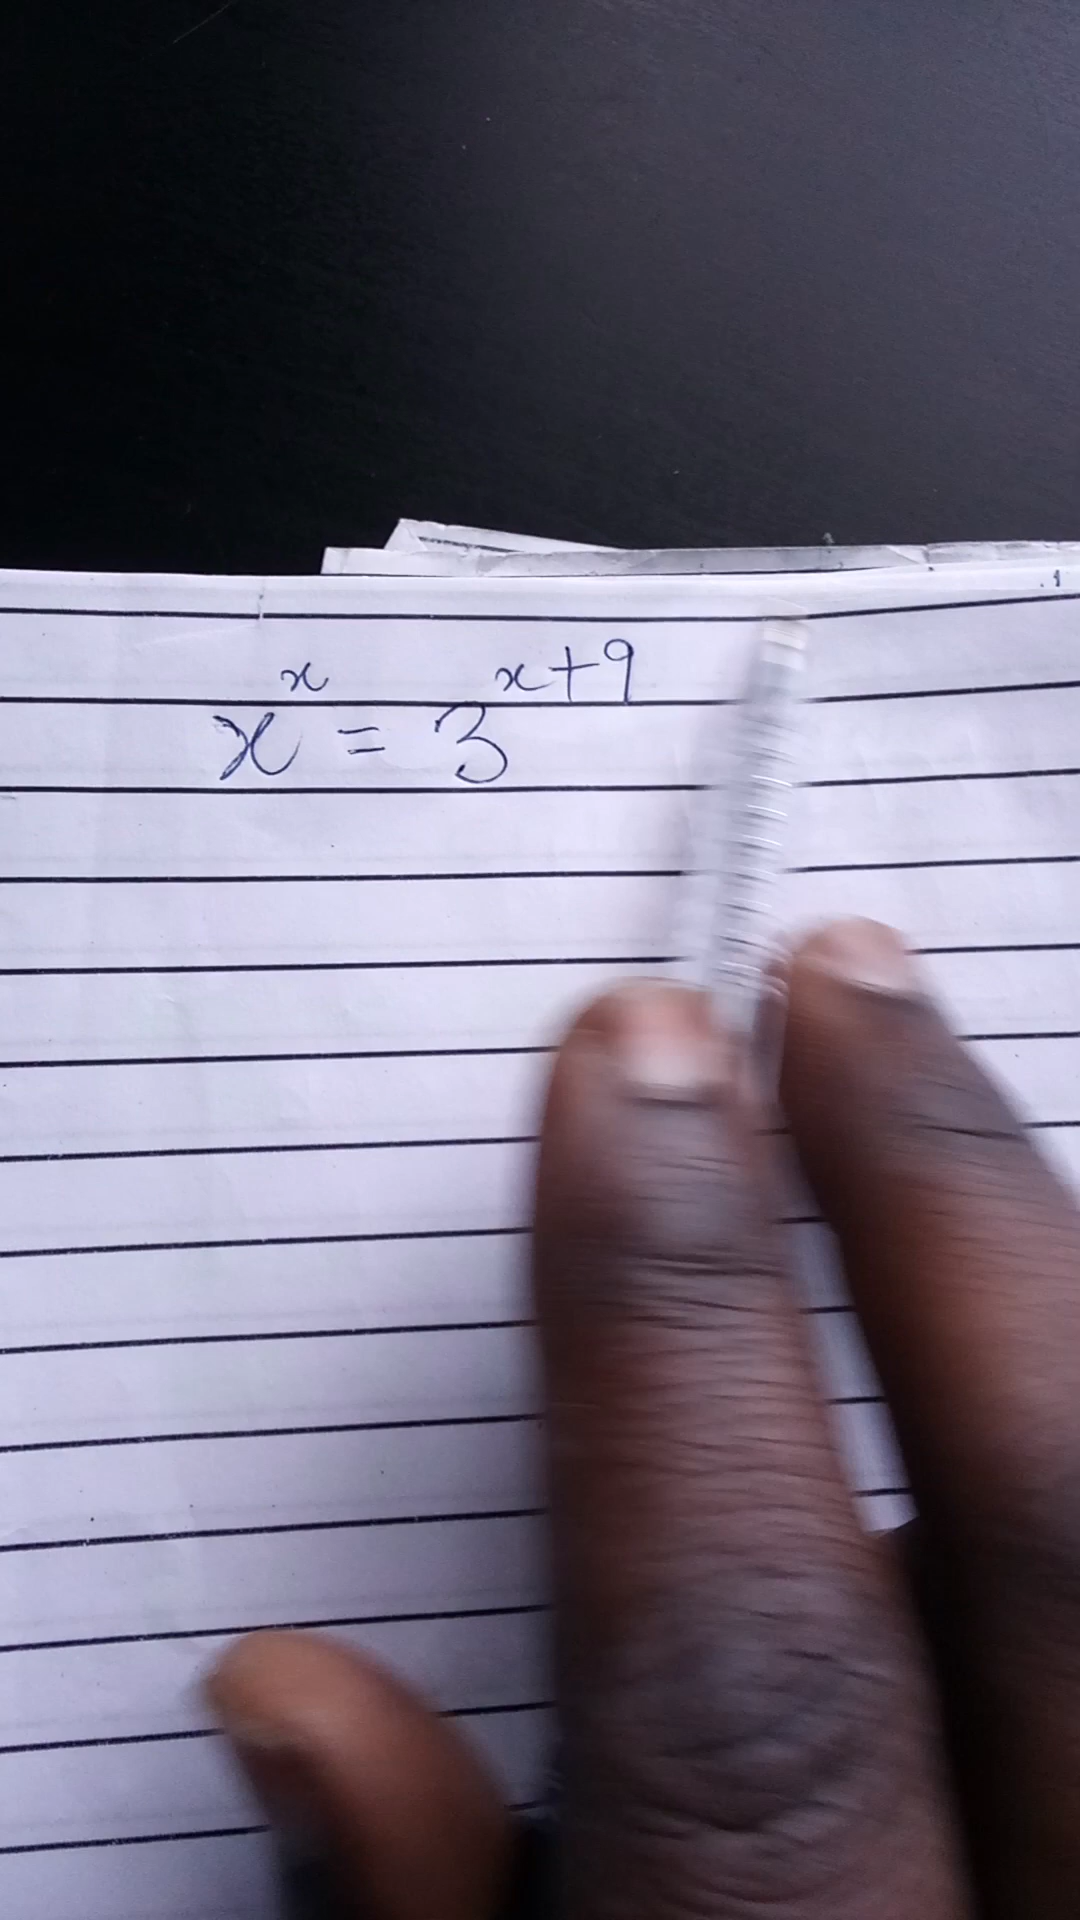 x^x = 3^{x+9}